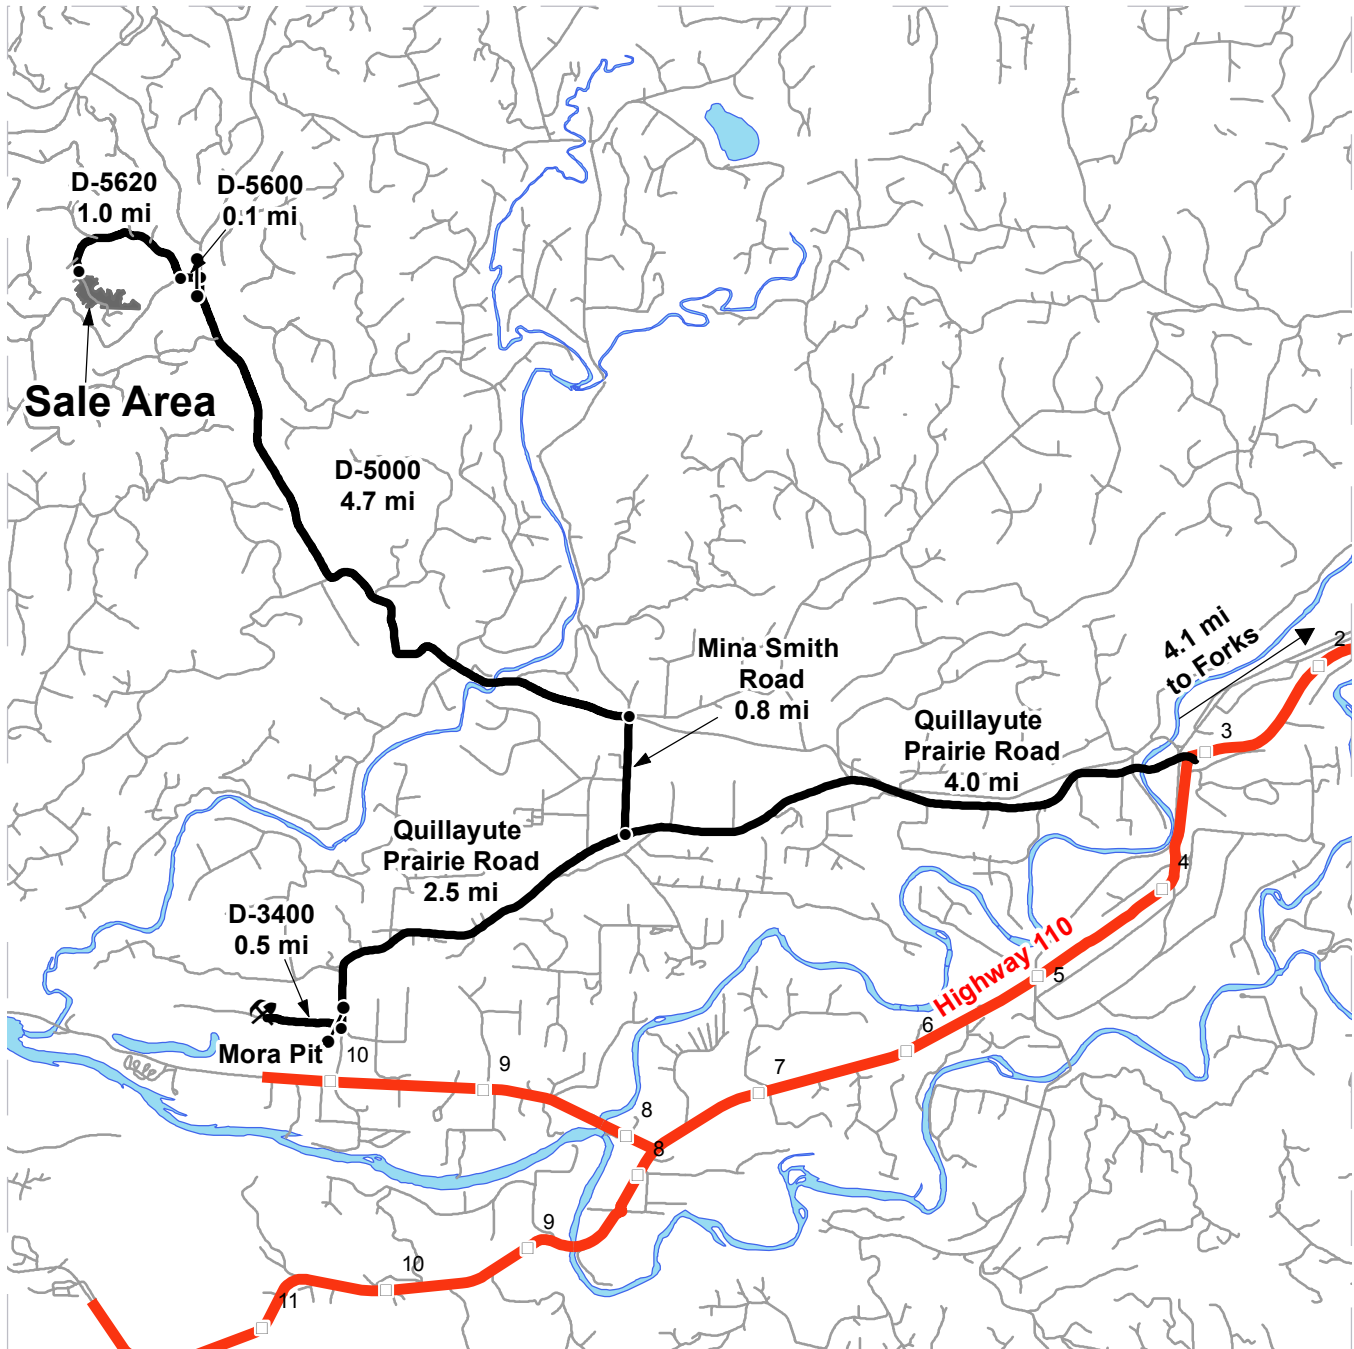 D-5620
1.0 mi
D-5600
0.1 mi
Sale Area
D-5000
4.7 mi
4.1 mi
to Forks
2
Mina Smith
Road
0.8 mi
Quillayute
Prairie Road
4.0 mi
3
Quillayute
Prairie Road
2.5 mi
4
D-3400
0.5 mi
Highway 110
5
6
Mora Pit
10
9
7
8
8
9
10
11